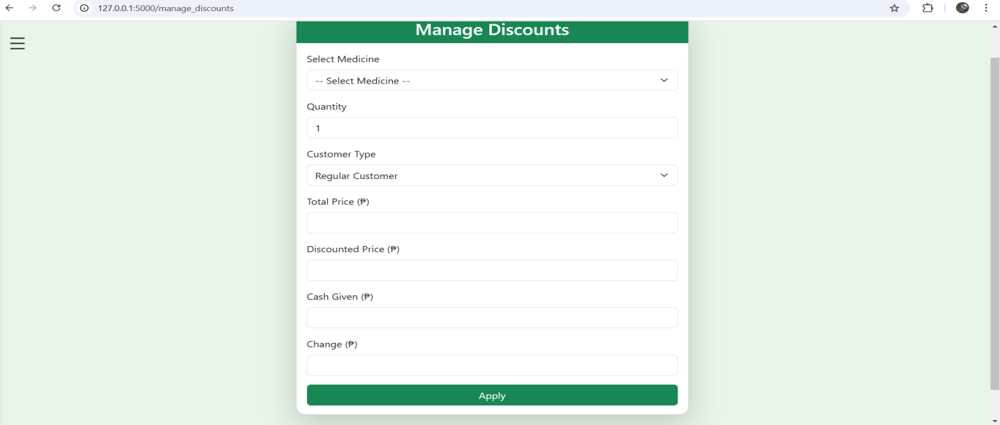 127.0.0.1:5000/manage_discounts
Manage Discounts
Select Medicine
-- Select Medicine --
Quantity
1
Customer Type
Regular Customer
Total Price (₱)
Discounted Price (₱)
Cash Given (₱)
Change (₱)
Apply